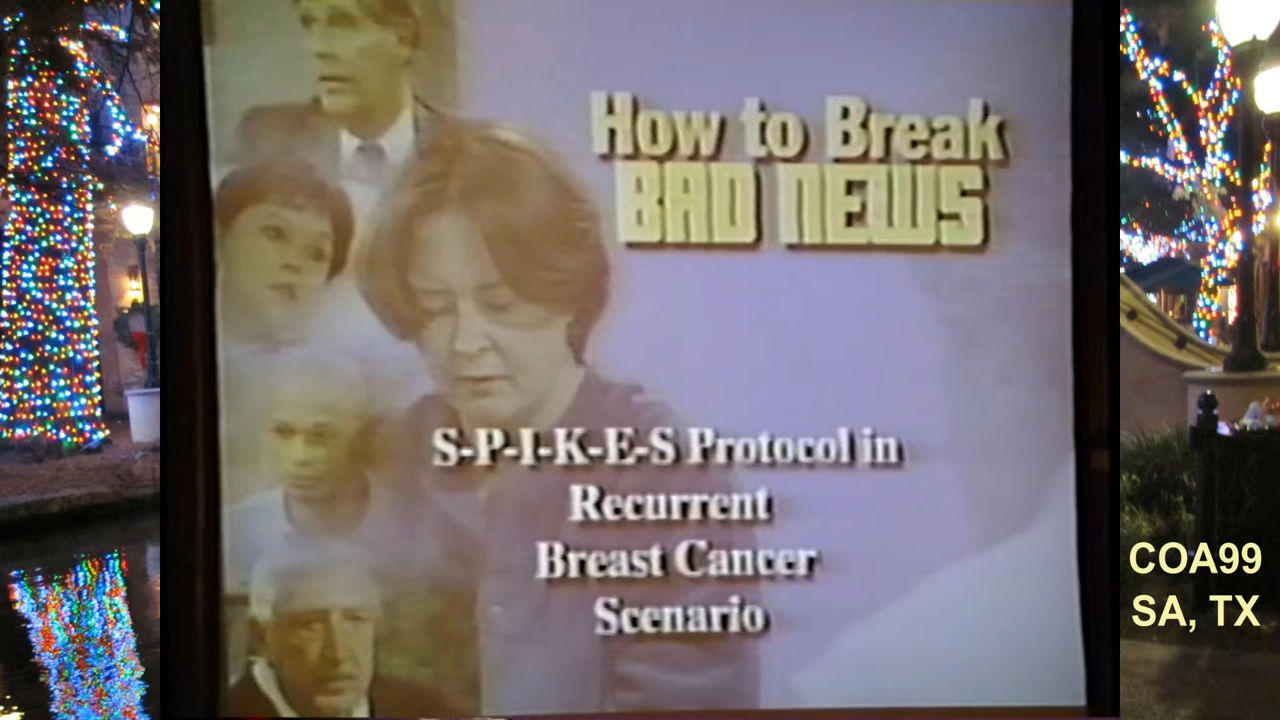 How to Break
BAD NEWS
S-P-I-K-E-S Protocol in
Recurrent
Breast Cancer
Scenario
COA99
SA, TX